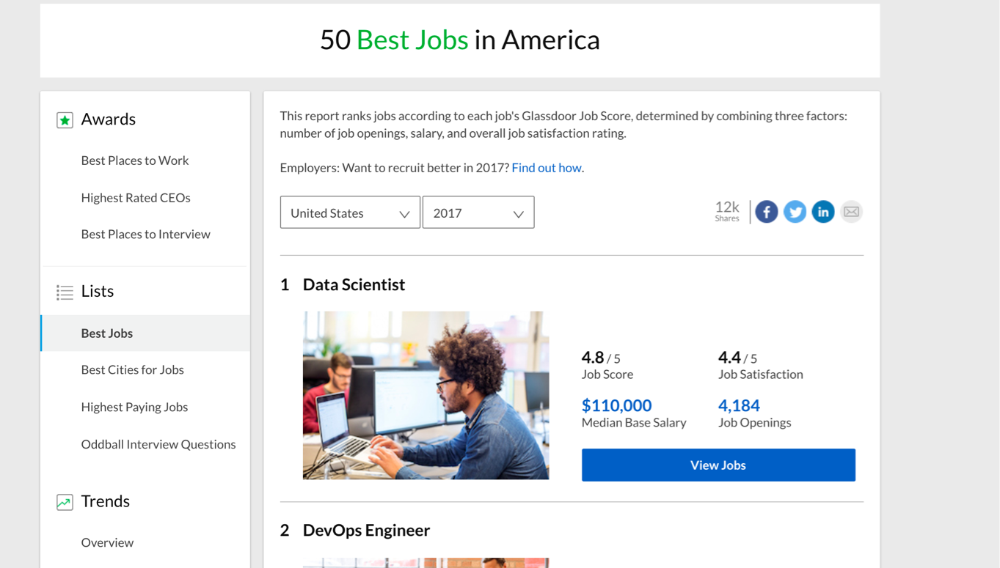 50 Best Jobs in America
Awards
Best Places to Work
Highest Rated CEOs
Best Places to Interview
Lists
Best Jobs
Best Cities for Jobs
Highest Paying Jobs
Oddball Interview Questions
Trends
Overview
This report ranks jobs according to each job's Glassdoor Job Score, determined by combining three factors:
number of job openings, salary, and overall job satisfaction rating.
Employers: Want to recruit better in 2017? Find out how.
United States
2017
12k
Shares
1 Data Scientist
4.8 / 5
Job Score
4.4 / 5
Job Satisfaction
$110,000
Median Base Salary
4,184
Job Openings
View Jobs
2 DevOps Engineer